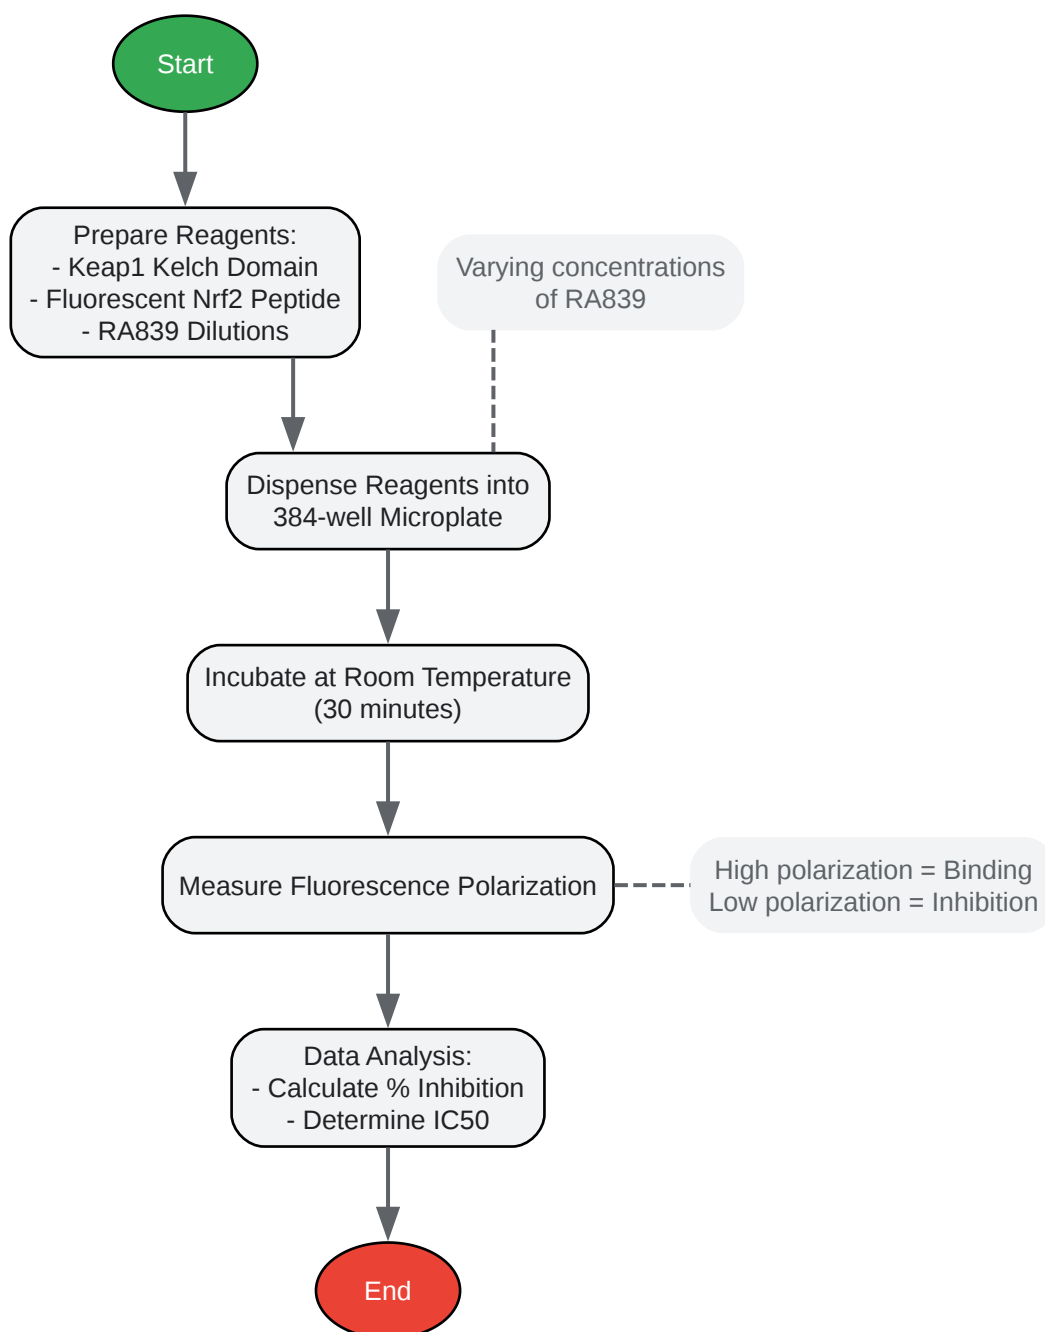 Start
Prepare Reagents:
- Keap1 Kelch Domain
- Fluorescent Nrf2 Peptide
- RA839 Dilutions
Varying concentrations
of RA839
Dispense Reagents into
384-well Microplate
Incubate at Room Temperature
(30 minutes)
Measure Fluorescence Polarization
High polarization = Binding
Low polarization = Inhibition
Data Analysis:
- Calculate % Inhibition
- Determine IC50
End